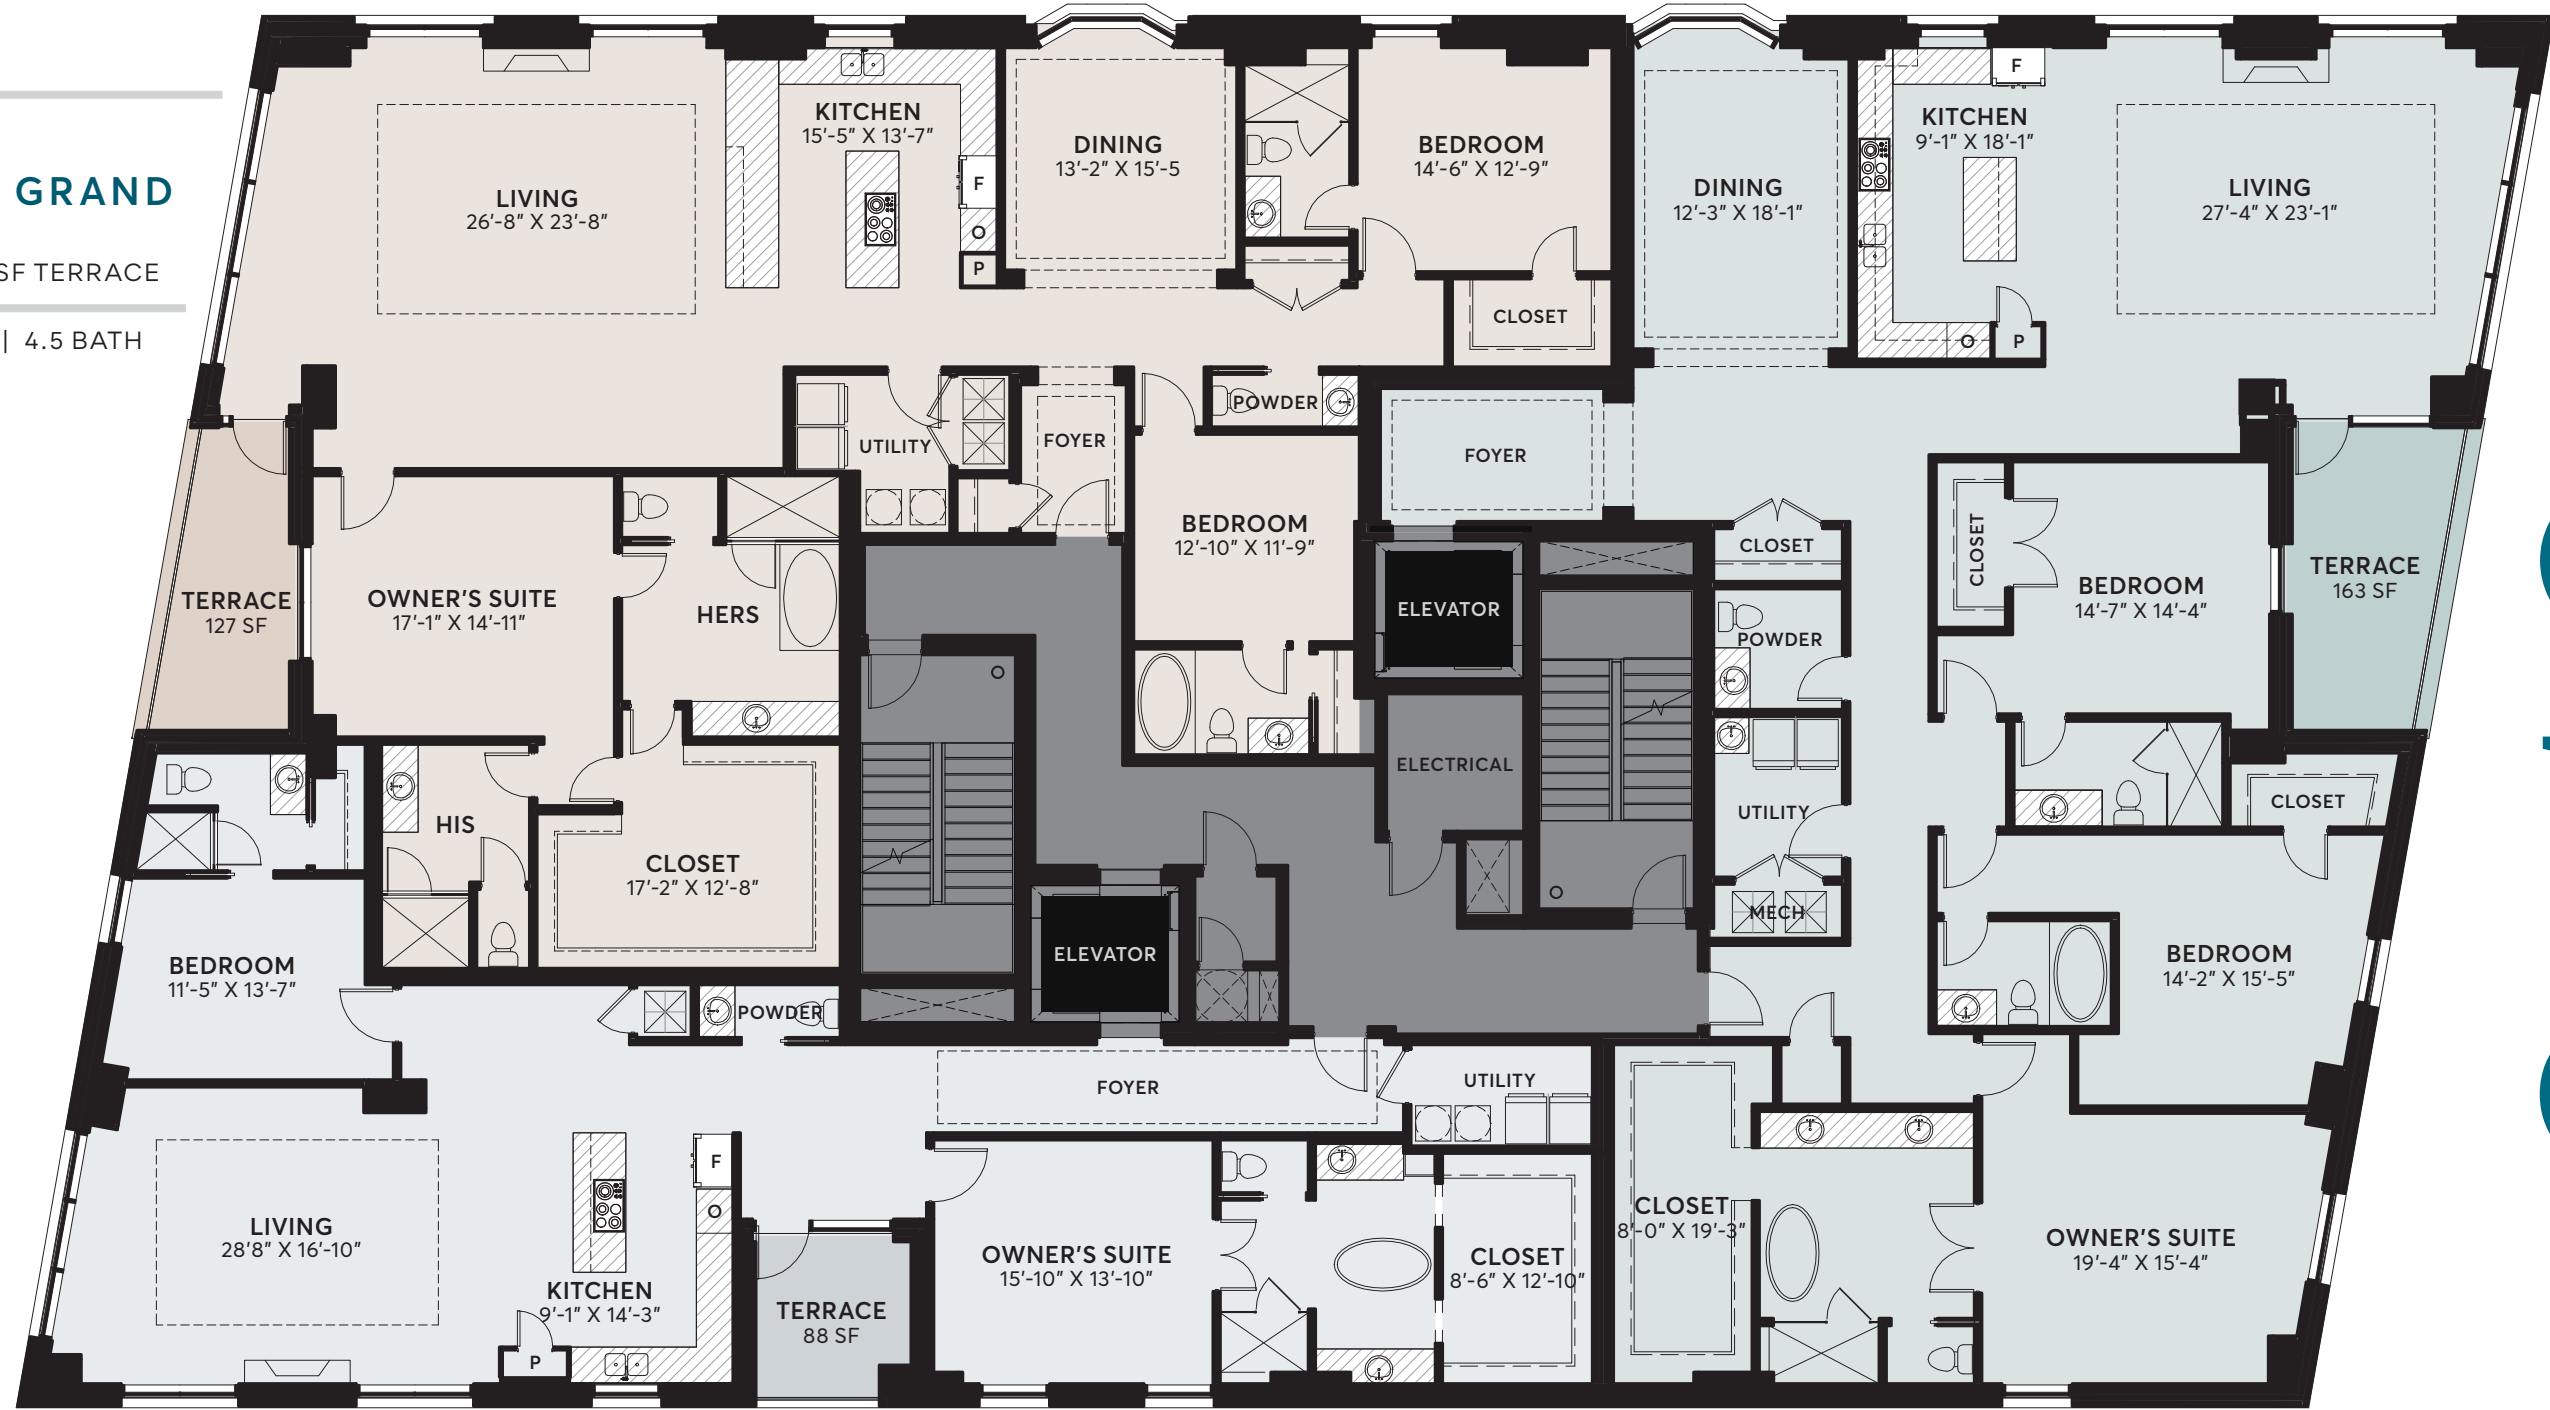 GRAND
SF TERRACE
| 4.5 BATH
LIVING
26'-8" X 23'-8"
KITCHEN
15'-5" X 13'-7"
F
O
P
DINING
13'-2" X 15'-5
BEDROOM
14'-6" X 12'-9"
CLOSET
DINING
12'-3" X 18'-1"
KITCHEN
9'-1" X 18'-1"
F
O
P
LIVING
27'-4" X 23'-1"
UTILITY
FOYER
POWDER
FOYER
BEDROOM
12'-10" X 11'-9"
TERRACE
127 SF
OWNER'S SUITE
17'-1" X 14'-11"
HERS
ELEVATOR
CLOSET
POWDER
CLOSET
BEDROOM
14'-7" X 14'-4"
TERRACE
163 SF
HIS
CLOSET
17'-2" X 12'-8"
ELECTRICAL
UTILITY
MECH
CLOSET
BEDROOM
11'-5" X 13'-7"
POWDER
ELEVATOR
BEDROOM
14'-2" X 15'-5"
FOYER
UTILITY
LIVING
28'8" X 16'-10"
F
O
KITCHEN
9'-1" X 14'-3"
P
TERRACE
88 SF
OWNER'S SUITE
15'-10" X 13'-10"
CLOSET
8'-6" X 12'-10"
CLOSET
8'-0" X 19'-3"
OWNER'S SUITE
19'-4" X 15'-4"